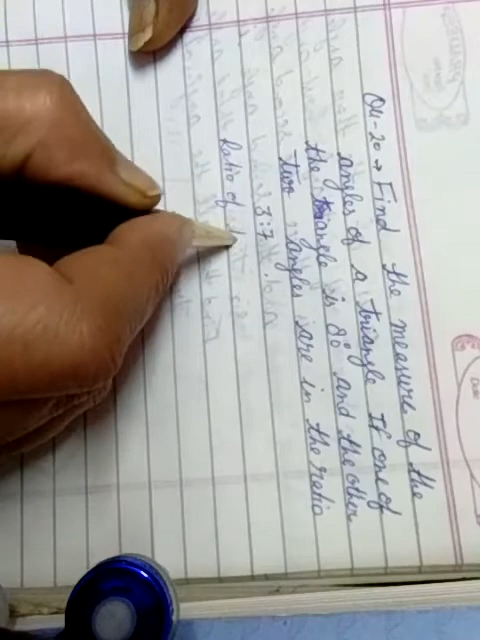 Qu-20 → Find the measure of the
angles of a triangle If one of
the triangle is 80° and the other
two angles are in the ratio
3:7
Ratio of